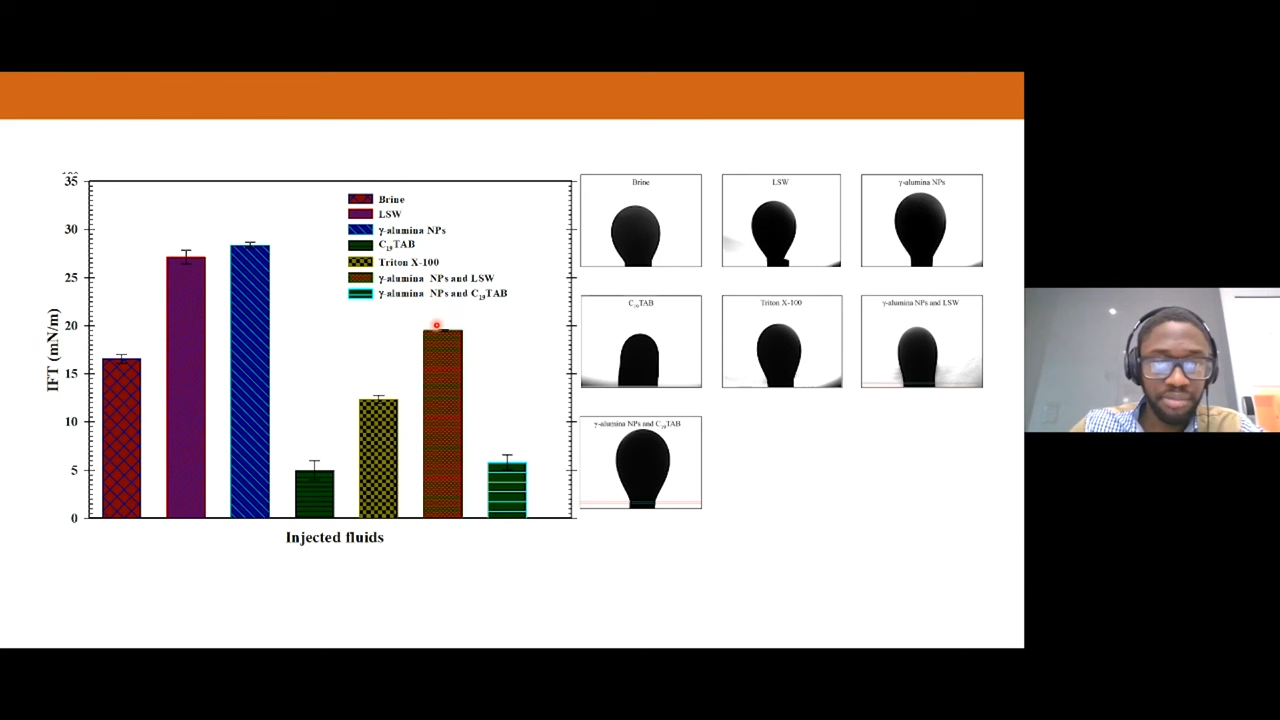 35
30
25
20
15
10
5
0
IFT (mN/m)
Injected fluids
Brine
LSW
γ-alumina NPs
C₁₉TAB
Triton X-100
γ-alumina NPs and LSW
γ-alumina NPs and C₁₉TAB
Brine
LSW
γ-alumina NPs
C₁₉TAB
Triton X-100
γ-alumina NPs and LSW
γ-alumina NPs and C₁₉TAB